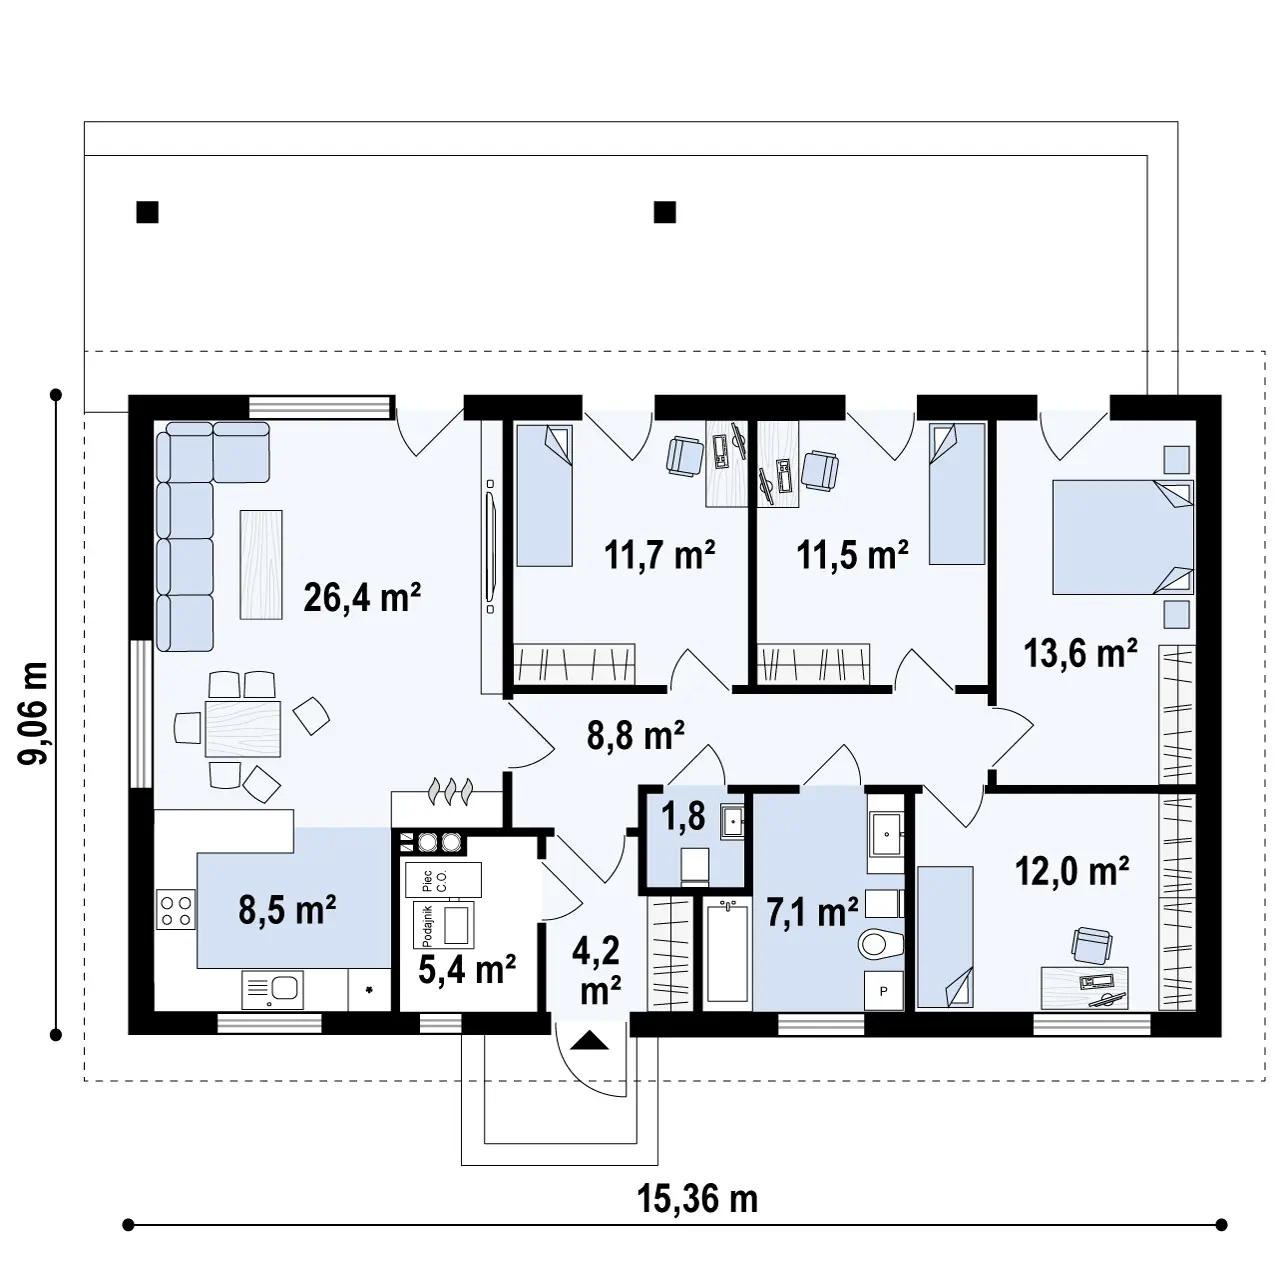 11,7 m²
11,5 m²
26,4 m²
13,6 m²
8,8 m²
9,06 m
1,8
12,0 m²
Piec
C.O.
8,5 m²
Podajnik
7,1 m²
4,2
m²
5,4 m²
*
P
15,36 m